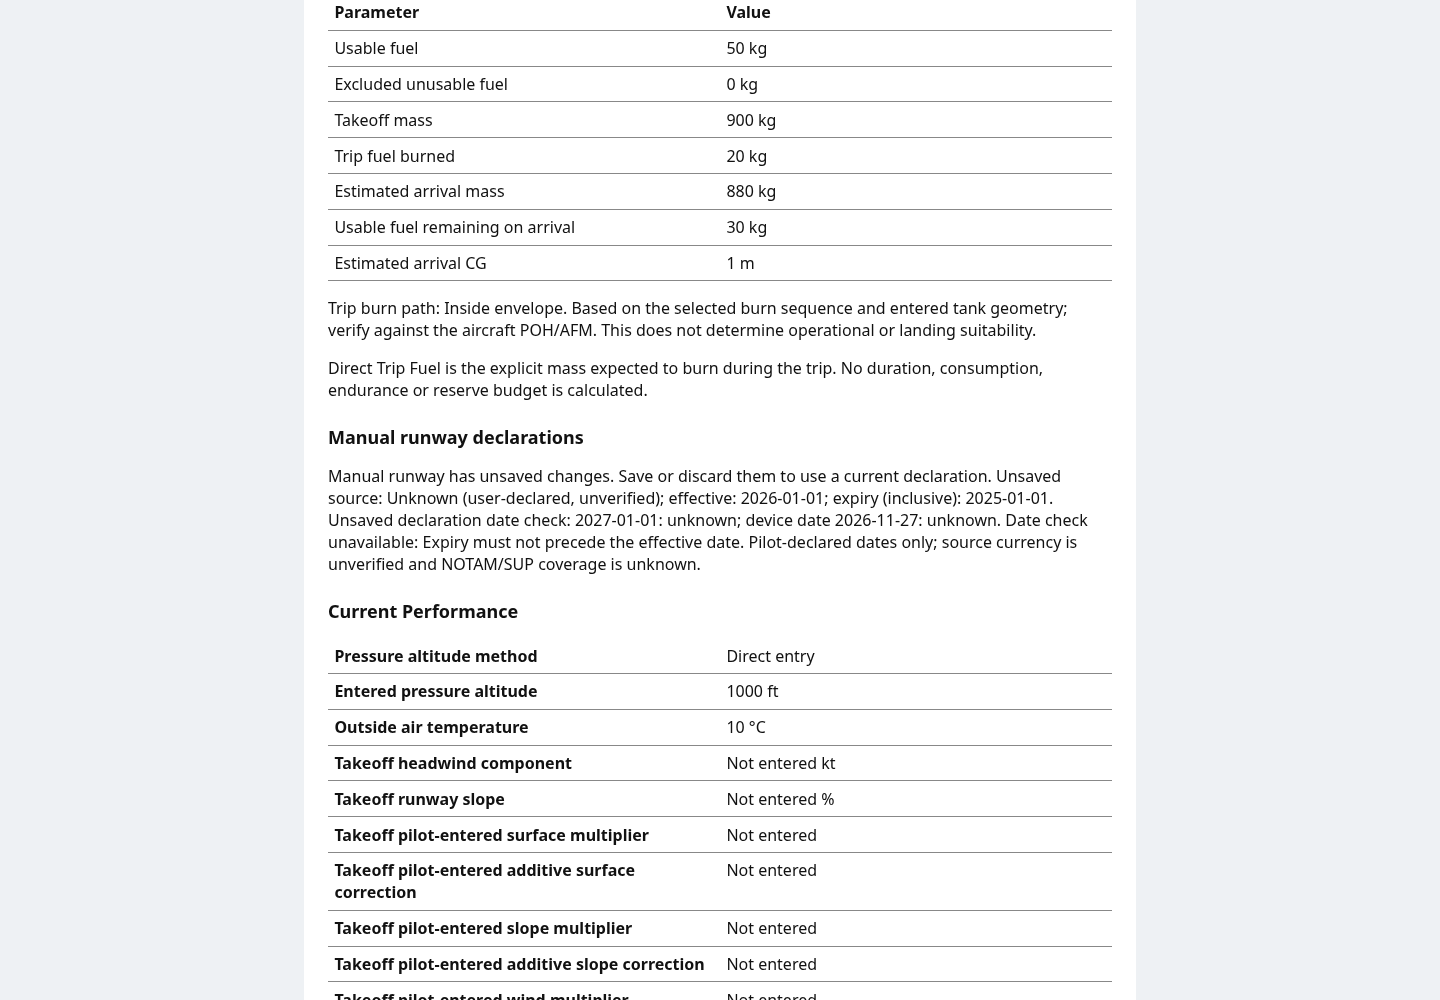 Parameter Value
Usable fuel 50 kg
Excluded unusable fuel 0 kg
Takeoff mass 900 kg
Trip fuel burned 20 kg
Estimated arrival mass 880 kg
Usable fuel remaining on arrival 30 kg
Estimated arrival CG 1 m
Trip burn path: Inside envelope. Based on the selected burn sequence and entered tank geometry;
verify against the aircraft POH/AFM. This does not determine operational or landing suitability.
Direct Trip Fuel is the explicit mass expected to burn during the trip. No duration, consumption,
endurance or reserve budget is calculated.
Manual runway declarations
Manual runway has unsaved changes. Save or discard them to use a current declaration. Unsaved
source: Unknown (user-declared, unverified); effective: 2026-01-01; expiry (inclusive): 2025-01-01.
Unsaved declaration date check: 2027-01-01: unknown; device date 2026-11-27: unknown. Date check
unavailable: Expiry must not precede the effective date. Pilot-declared dates only; source currency is
unverified and NOTAM/SUP coverage is unknown.
Current Performance
Pressure altitude method Direct entry
Entered pressure altitude 1000 ft
Outside air temperature 10 °C
Takeoff headwind component Not entered kt
Takeoff runway slope Not entered %
Takeoff pilot-entered surface multiplier Not entered
Takeoff pilot-entered additive surface Not entered
correction
Takeoff pilot-entered slope multiplier Not entered
Takeoff pilot-entered additive slope correction Not entered
Takeoff pilot-entered wind multiplier Not entered